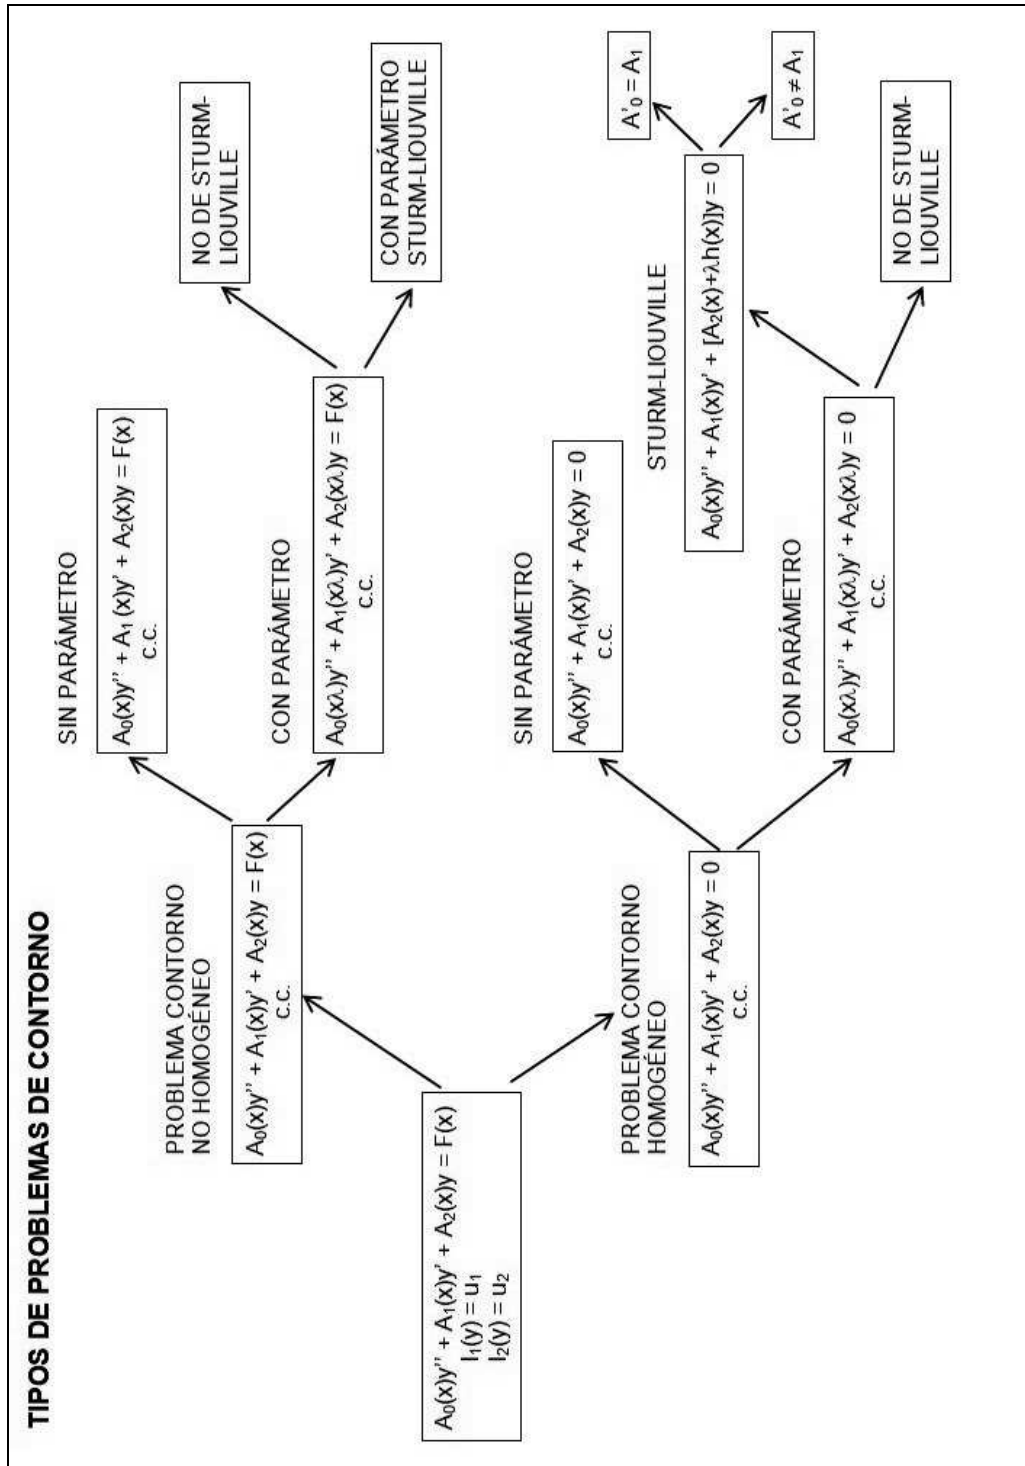 TIPOS DE PROBLEMAS DE CONTORNO
A₀(x)y'' + A₁(x)y' + A₂(x)y = F(x)
l₁(y) = u₁
l₂(y) = u₂
PROBLEMA CONTORNO
NO HOMOGÉNEO
A₀(x)y'' + A₁(x)y' + A₂(x)y = F(x)
c.c.
SIN PARÁMETRO
A₀(x)y'' + A₁ (x)y' + A₂(x)y = F(x)
c.c.
CON PARÁMETRO
A₀(xλ)y'' + A₁(xλ)y' + A₂(xλ)y = F(x)
c.c.
NO DE STURM-
LIOUVILLE
CON PARÁMETRO
STURM-LIOUVILLE
PROBLEMA CONTORNO
HOMOGÉNEO
A₀(x)y'' + A₁(x)y' + A₂(x)y = 0
c.c.
SIN PARÁMETRO
A₀(x)y'' + A₁(x)y' + A₂(x)y = 0
c.c.
CON PARÁMETRO
A₀(xλ)y'' + A₁(xλ)y' + A₂(xλ)y = 0
c.c.
STURM-LIOUVILLE
A₀(x)y'' + A₁(x)y' + [A₂(x)+λh(x)]y = 0
A'₀ = A₁
A'₀ ≠ A₁
NO DE STURM-
LIOUVILLE